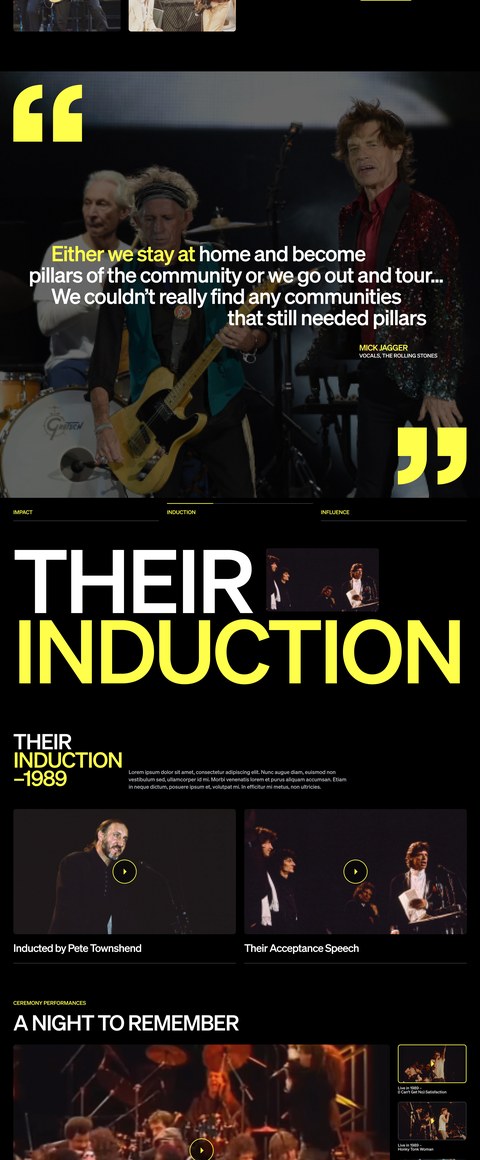 “
Either we stay at home and become
pillars of the community or we go out and tour...
We couldn’t really find any communities
that still needed pillars
MICK JAGGER
VOCALS, THE ROLLING STONES
”
IMPACT
INDUCTION
INFLUENCE
THEIR
INDUCTION
THEIR
INDUCTION
–1989
Lorem ipsum dolor sit amet, consectetur adipiscing elit. Nunc augue diam, euismod non
vestibulum sed, ullamcorper id mi. Morbi venenatis lorem et purus aliquam accumsan. Etiam
in neque dictum, posuere ipsum et, volutpat mi. In efficitur mi metus, non ultricies.
Inducted by Pete Townshend
Their Acceptance Speech
CEREMONY PERFORMANCES
A NIGHT TO REMEMBER
Live in 1989 –
(I Can’t Get No) Satisfaction
Live in 1989 –
Honky Tonk Woman